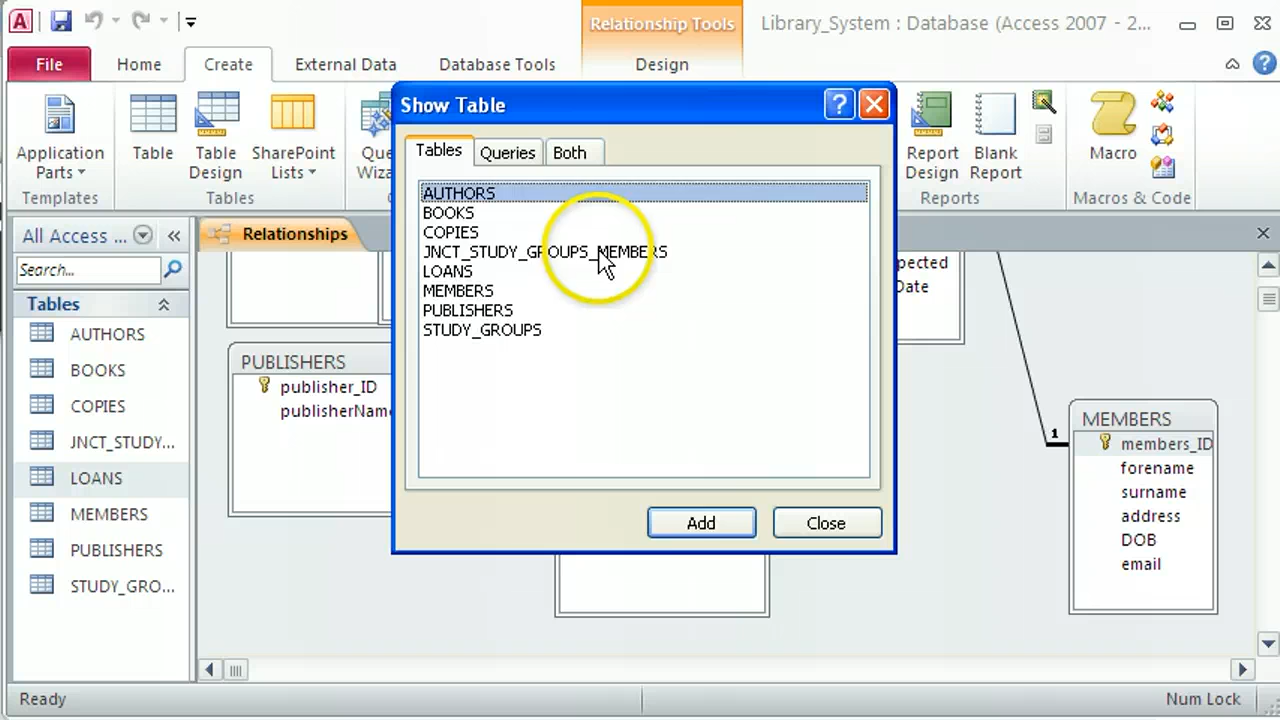 A
Relationship Tools
Library_System : Database (Access 2007 - 2...
File
Home
Create
External Data
Database Tools
Design
?
Application
Parts
Templates
Table
Table
Design
SharePoint
Lists
Tables
Que
Wiza
Report
Design
Blank
Report
Reports
Macro
Macros & Code
Show Table
?
Tables
Queries
Both
AUTHORS
BOOKS
COPIES
JNCT_STUDY_GROUPS_MEMBERS
LOANS
MEMBERS
PUBLISHERS
STUDY_GROUPS
Add
Close
All Access ...
«
Search...
Tables
AUTHORS
BOOKS
COPIES
JNCT_STUDY...
LOANS
MEMBERS
PUBLISHERS
STUDY_GRO...
Relationships
pected
Date
PUBLISHERS
publisher_ID
publisherName
1
MEMBERS
members_ID
forename
surname
address
DOB
email
Ready
Num Lock